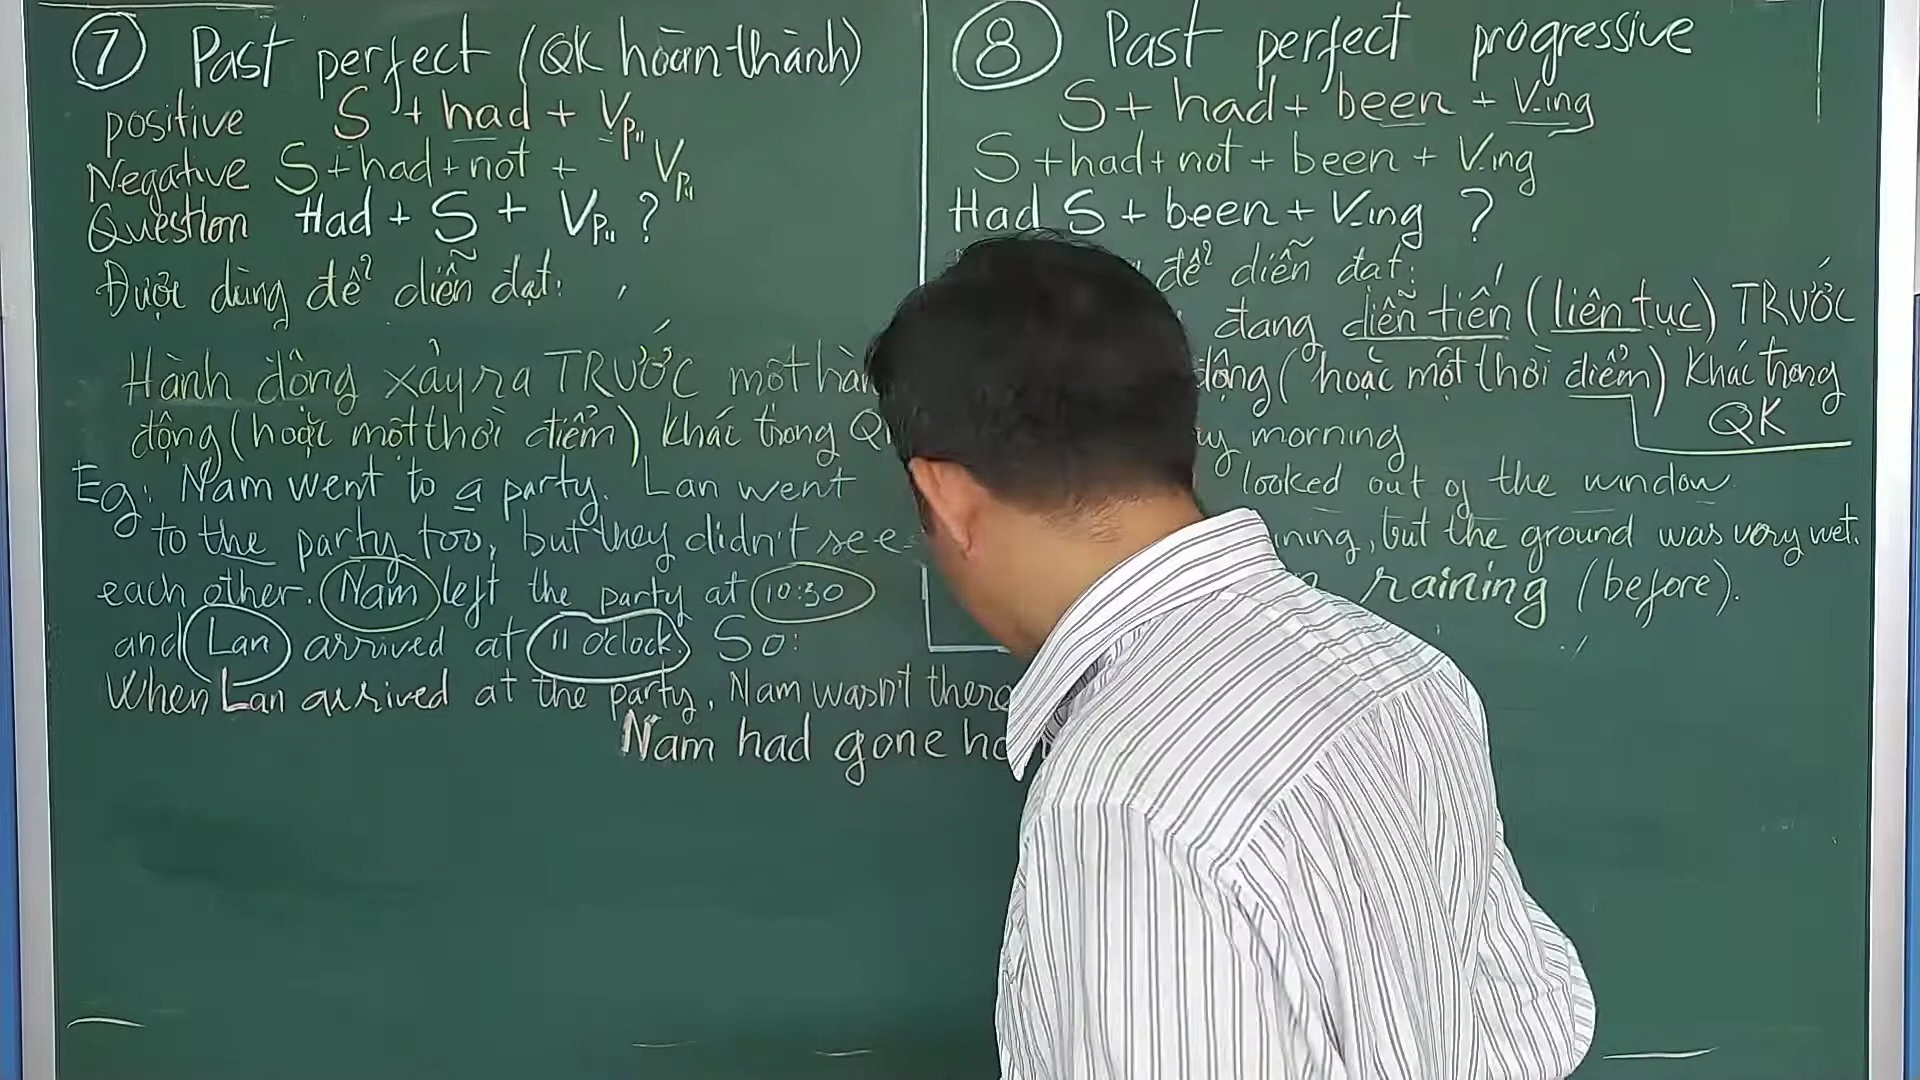 7 Past perfect (QK hoàn thành)
positive S + had + Vpıı
Negative S + had + not + Vpıı
Question Had + S + Vpıı ?
Được dùng để diễn đạt:
Hành động xảy ra TRƯỚC một
động (hoặc một thời điểm) khác trong
Eg: Nam went to a party. Lan went
to the party too, but they didn't see
each other. Nam left the party at 10:30
and Lan arrived at 11 o'clock. So:
When Lan arrived at the party, Nam wasn't
Nam had gone
8 Past perfect progressive
S + had + been + V-ing
S + had + not + been + V-ing
Had S + been + V-ing ?
để diễn đạt:
đang diễn tiến (liên tục) TRƯỚC
động (hoặc một thời điểm) khác trong
QK
morning
looked out of the window
but the ground was very wet.
raining (before).